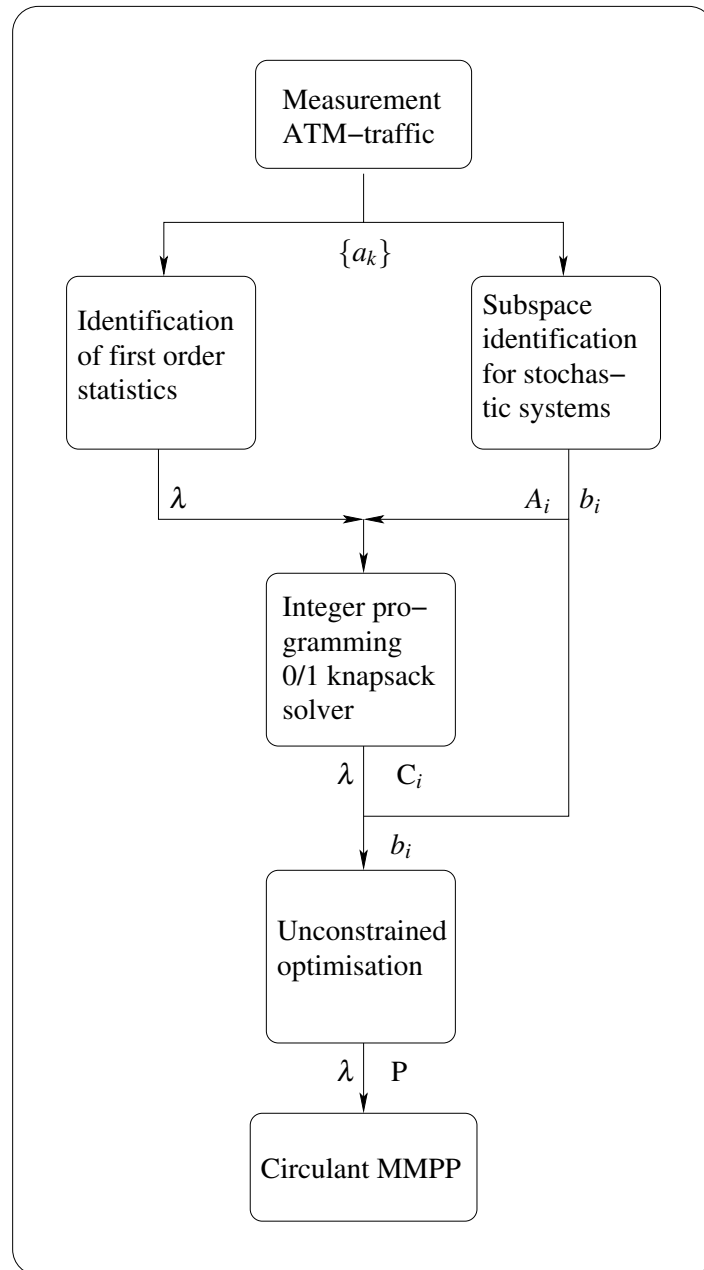 Measurement
ATM−traffic
{a_k}
Identification
of first order
statistics
Subspace
identification
for stochas−
tic systems
λ
A_i b_i
Integer pro−
gramming
0/1 knapsack
solver
λ C_i
b_i
Unconstrained
optimisation
λ P
Circulant MMPP